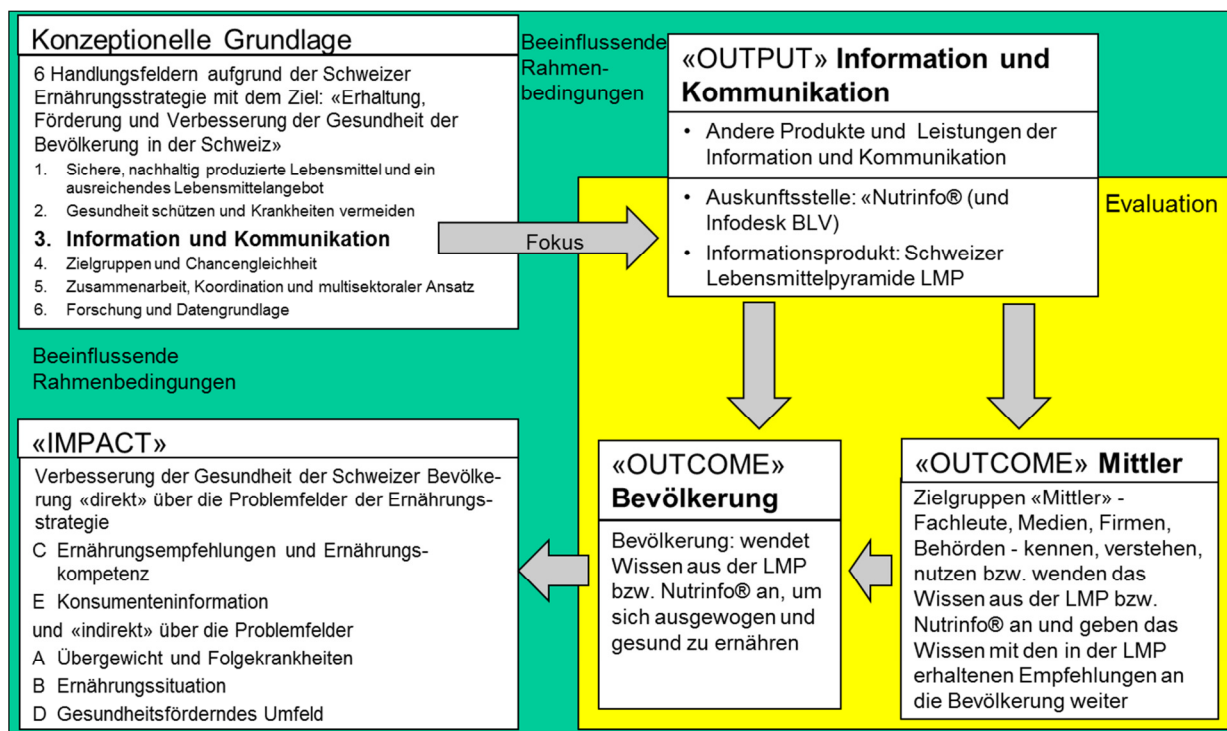 Konzeptionelle Grundlage
6 Handlungsfeldern aufgrund der Schweizer
Ernährungsstrategie mit dem Ziel: «Erhaltung,
Förderung und Verbesserung der Gesundheit der
Bevölkerung in der Schweiz»
1. Sichere, nachhaltig produzierte Lebensmittel und ein
ausreichendes Lebensmittelangebot
2. Gesundheit schützen und Krankheiten vermeiden
3. Information und Kommunikation
4. Zielgruppen und Chancengleichheit
5. Zusammenarbeit, Koordination und multisektoraler Ansatz
6. Forschung und Datengrundlage
Beeinflussende
Rahmen-
bedingungen
Fokus
«OUTPUT» Information und
Kommunikation
• Andere Produkte und Leistungen der
Information und Kommunikation
• Auskunftsstelle: «Nutrinfo® (und
Infodesk BLV)
• Informationsprodukt: Schweizer
Lebensmittelpyramide LMP
Evaluation
Beeinflussende
Rahmenbedingungen
«IMPACT»
Verbesserung der Gesundheit der Schweizer Bevölke-
rung «direkt» über die Problemfelder der Ernährungs-
strategie
C Ernährungsempfehlungen und Ernährungs-
kompetenz
E Konsumenteninformation
und «indirekt» über die Problemfelder
A Übergewicht und Folgekrankheiten
B Ernährungssituation
D Gesundheitsförderndes Umfeld
«OUTCOME»
Bevölkerung
Bevölkerung: wendet
Wissen aus der LMP
bzw. Nutrinfo® an, um
sich ausgewogen und
gesund zu ernähren
«OUTCOME» Mittler
Zielgruppen «Mittler» -
Fachleute, Medien, Firmen,
Behörden - kennen, verstehen,
nutzen bzw. wenden das
Wissen aus der LMP bzw.
Nutrinfo® an und geben das
Wissen mit den in der LMP
erhaltenen Empfehlungen an
die Bevölkerung weiter